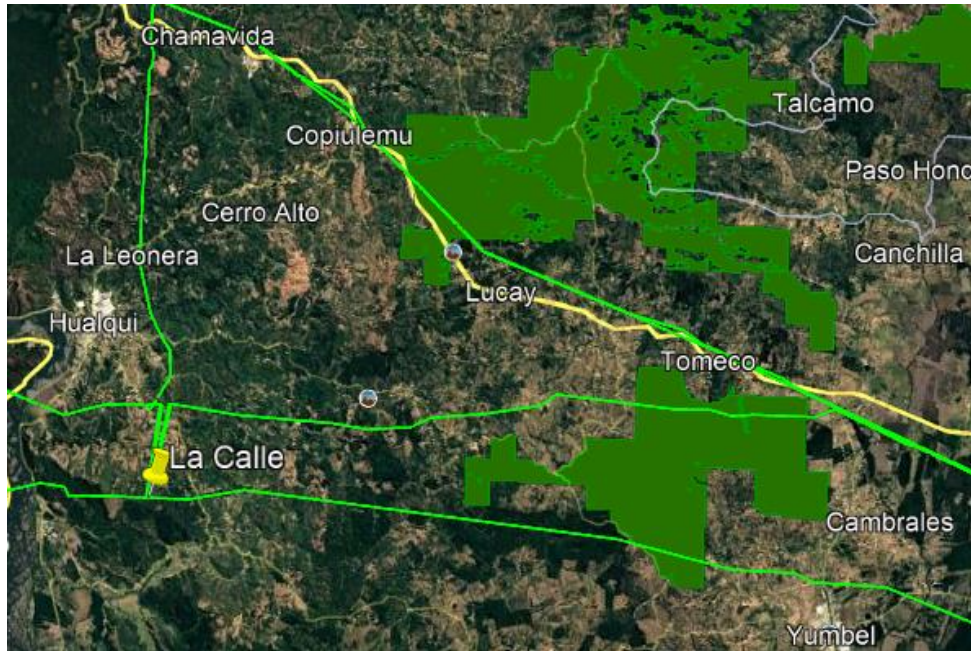 Chamavida
Talcamo
Copiulemu
Paso Hono
Cerro Alto
La Leonera
Canchilla
Lucay
Hualqui
Tomeco
La Calle
Cambrales
Yumbel